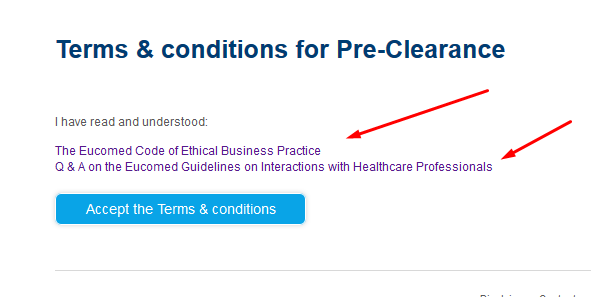 Terms & conditions for Pre-Clearance
I have read and understood:
The Eucomed Code of Ethical Business Practice
Q & A on the Eucomed Guidelines on Interactions with Healthcare Professionals
Accept the Terms & conditions